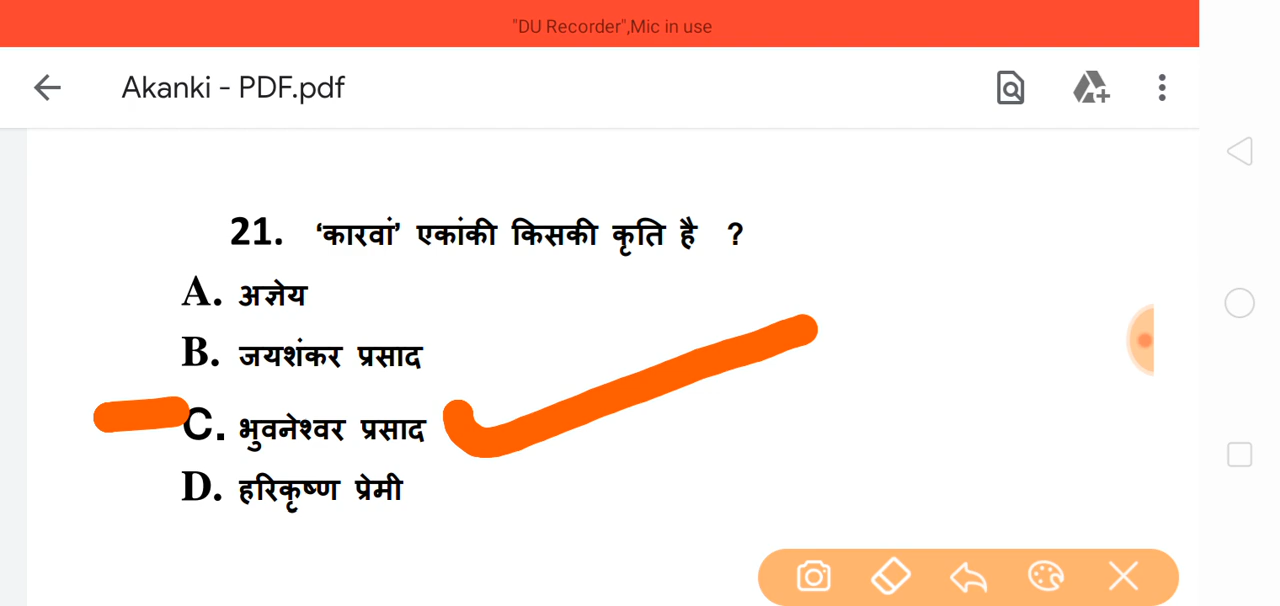 "DU Recorder",Mic in use
Akanki - PDF.pdf
21. ‘कारवां’ एकांकी किसकी कृति है ?
A. अज्ञेय
B. जयशंकर प्रसाद
C. भुवनेश्वर प्रसाद
D. हरिकृष्ण प्रेमी